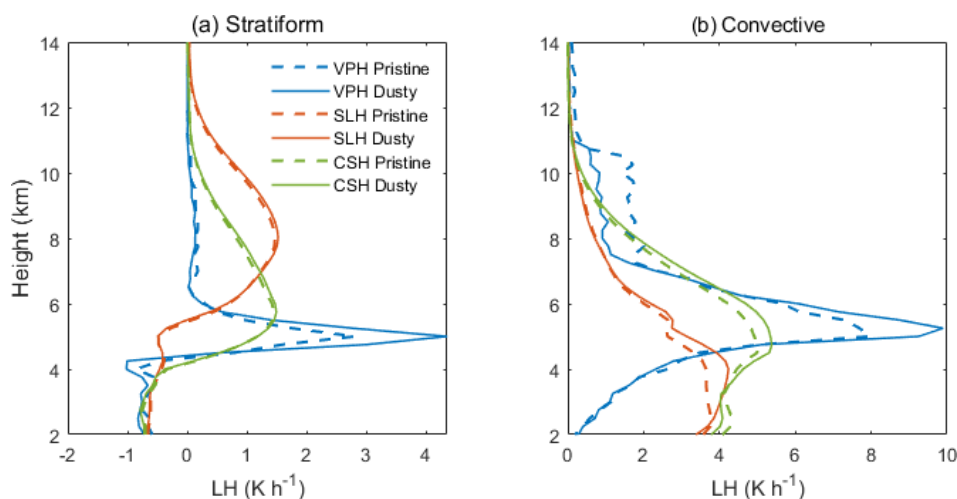 (a) Stratiform
(b) Convective
14
12
10
8
6
4
2
Height (km)
VPH Pristine
VPH Dusty
SLH Pristine
SLH Dusty
CSH Pristine
CSH Dusty
-2 -1 0 1 2 3 4
LH (K h⁻¹)
14
12
10
8
6
4
2
0 2 4 6 8 10
LH (K h⁻¹)